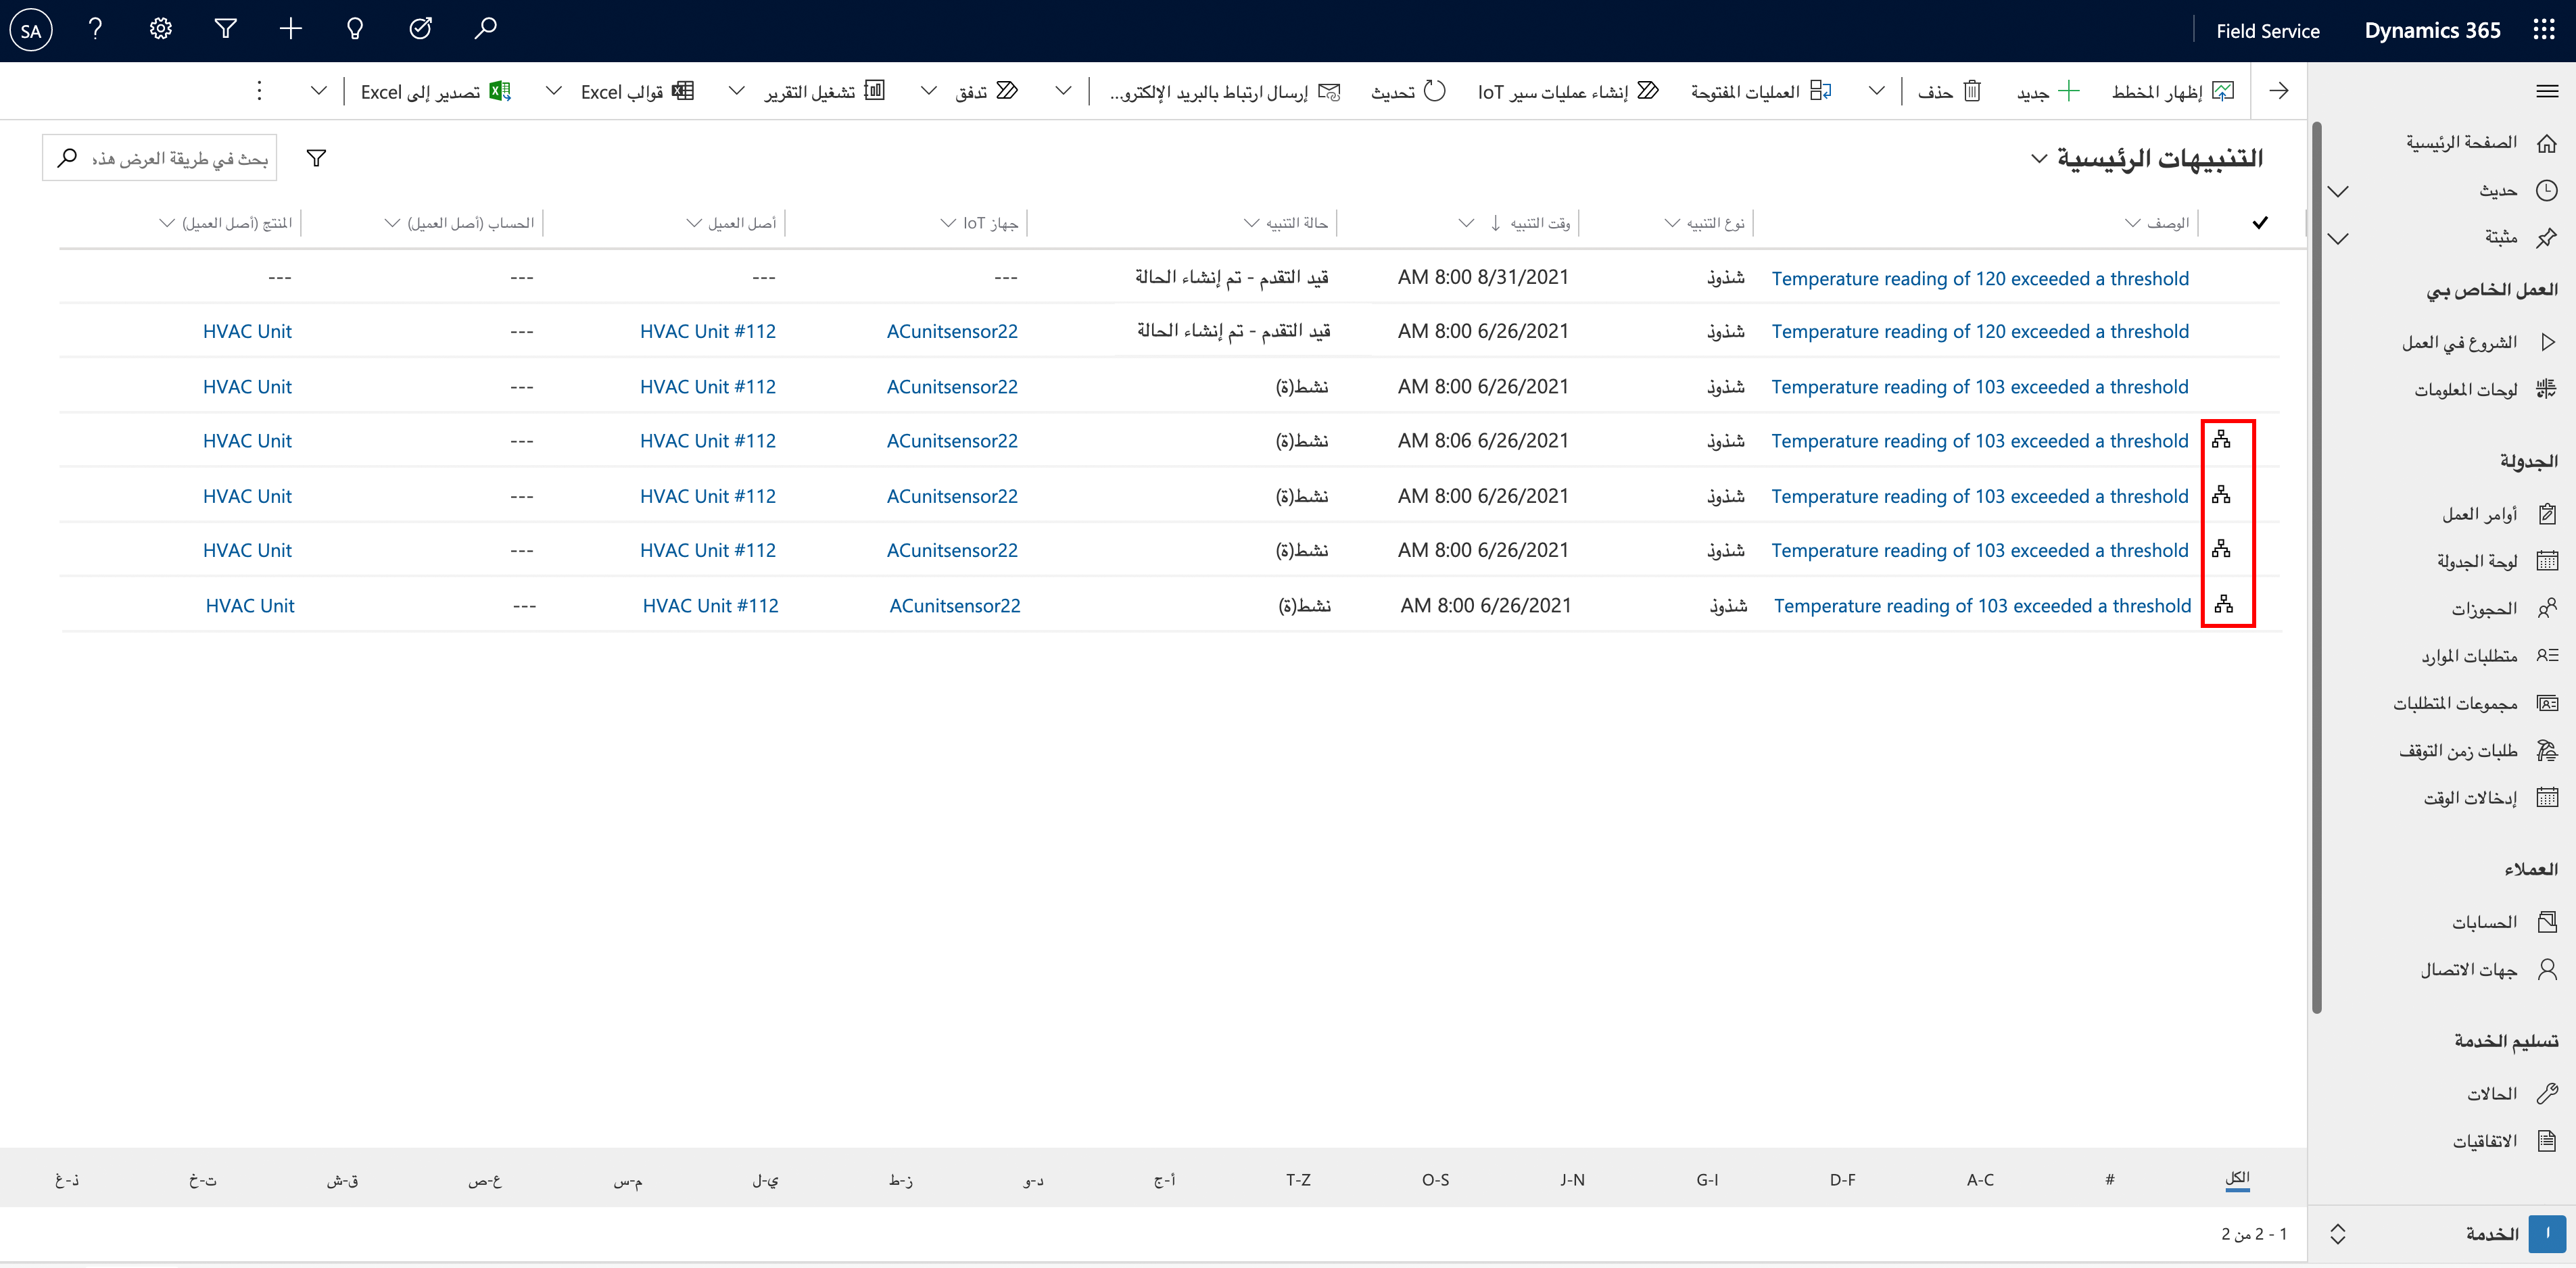 Dynamics 365
Field Service
SA
إظهار المخطط
جديد
حذف
العمليات المفتوحة
إنشاء عمليات سير IoT
تحديث
إرسال ارتباط بالبريد الإلكترو...
تدفق
تشغيل التقرير
قوالب Excel
تصدير إلى Excel
الصفحة الرئيسية
حديث
مثبتة
العمل الخاص بي
الشروع في العمل
لوحات المعلومات
الجدولة
أوامر العمل
لوحة الجدولة
الحجوزات
متطلبات الموارد
مجموعات المتطلبات
طلبات زمن التوقف
إدخالات الوقت
العملاء
الحسابات
جهات الاتصال
تسليم الخدمة
الحالات
الاتفاقيات
ا
الخدمة
التنبيهات الرئيسية
بحث في طريقة العرض هذه
الوصف نوع التنبيه وقت التنبيه حالة التنبيه جهاز IoT أصل العميل الحساب (أصل العميل) المنتج (أصل العميل)
Temperature reading of 120 exceeded a threshold شذوذ 8/31/2021 8:00 AM قيد التقدم - تم إنشاء الحالة --- --- --- ---
Temperature reading of 120 exceeded a threshold شذوذ 6/26/2021 8:00 AM قيد التقدم - تم إنشاء الحالة ACunitsensor22 HVAC Unit #112 --- HVAC Unit
Temperature reading of 103 exceeded a threshold شذوذ 6/26/2021 8:00 AM نشط(ة) ACunitsensor22 HVAC Unit #112 --- HVAC Unit
Temperature reading of 103 exceeded a threshold شذوذ 6/26/2021 8:06 AM نشط(ة) ACunitsensor22 HVAC Unit #112 --- HVAC Unit
Temperature reading of 103 exceeded a threshold شذوذ 6/26/2021 8:00 AM نشط(ة) ACunitsensor22 HVAC Unit #112 --- HVAC Unit
Temperature reading of 103 exceeded a threshold شذوذ 6/26/2021 8:00 AM نشط(ة) ACunitsensor22 HVAC Unit #112 --- HVAC Unit
Temperature reading of 103 exceeded a threshold شذوذ 6/26/2021 8:00 AM نشط(ة) ACunitsensor22 HVAC Unit #112 --- HVAC Unit
الكل # A-C D-F G-I J-N O-S T-Z أ-ج د-و ز-ط ي-ل م-س ع-ص ق-ش ت-خ ذ-غ
1 - 2 من 2